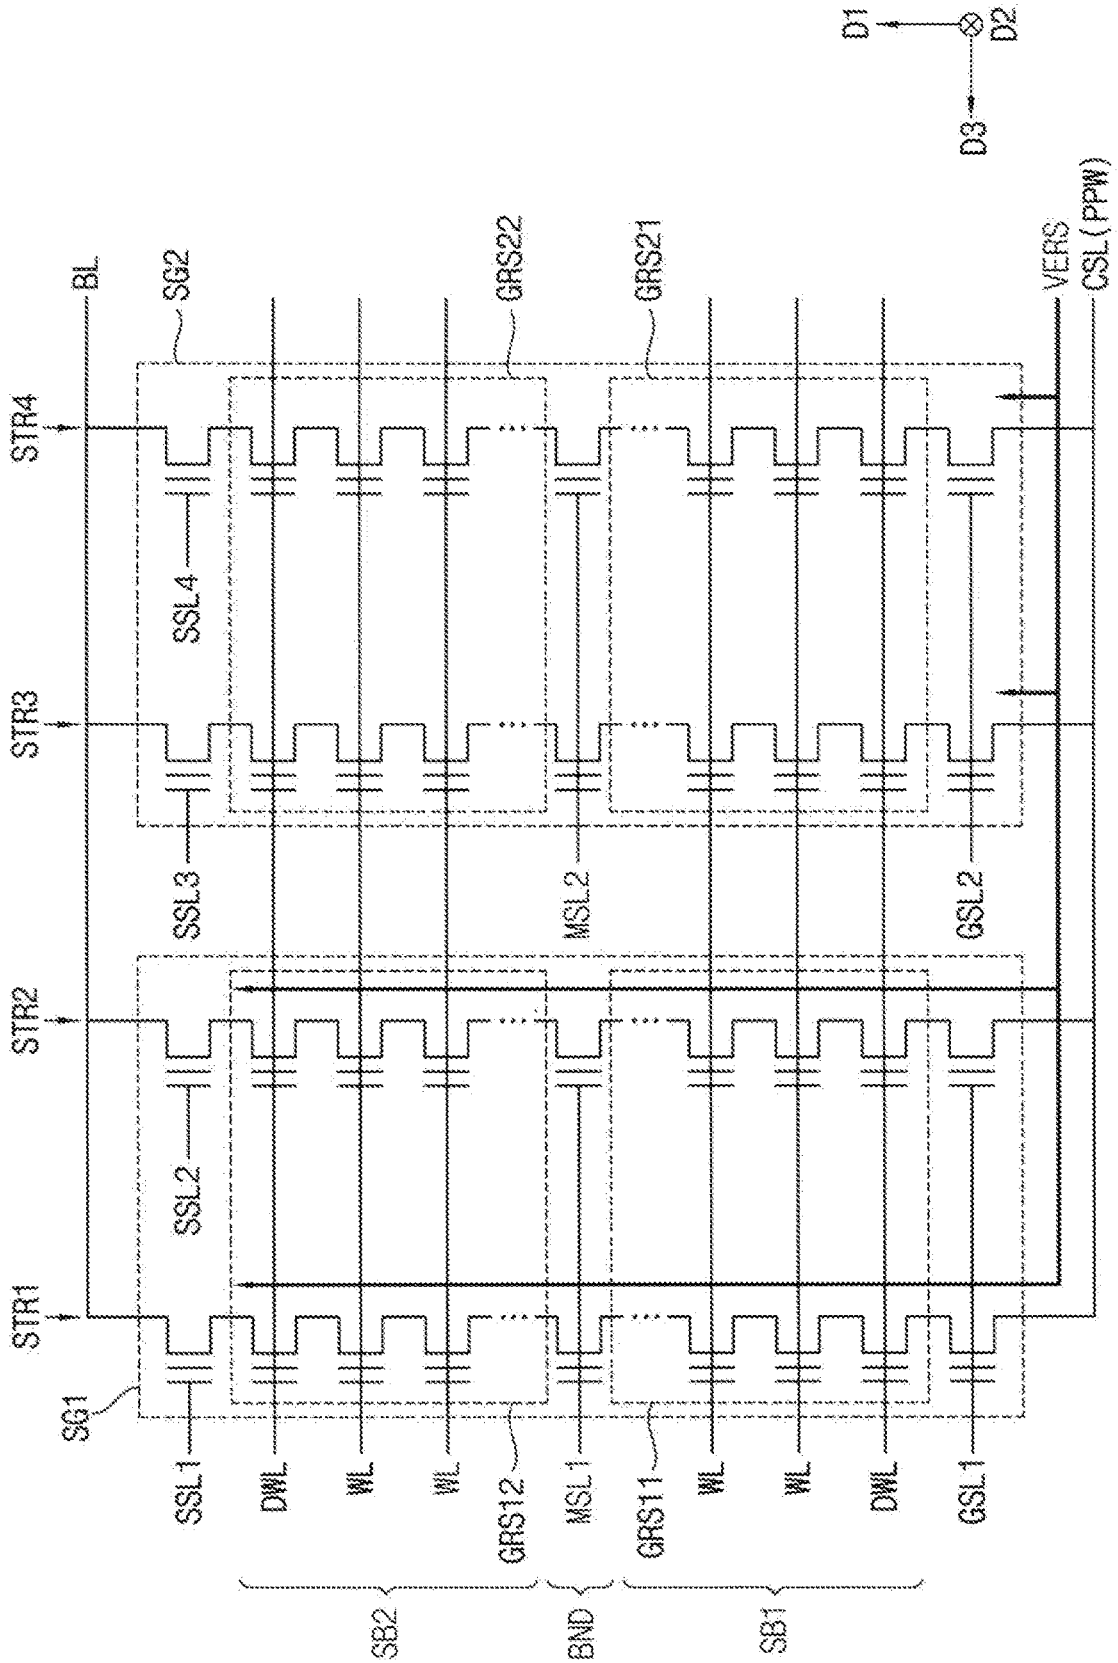 STR1
STR2
STR3
STR4
BL
SG1
SG2
SSL1
SSL2
SSL3
SSL4
DWL
WL
WL
GRS12
GRS22
MSL1
MSL2
GRS11
GRS21
WL
WL
DWL
GSL1
GSL2
VERS
CSL(PPW)
SB2
BND
SB1
D1
D2
D3